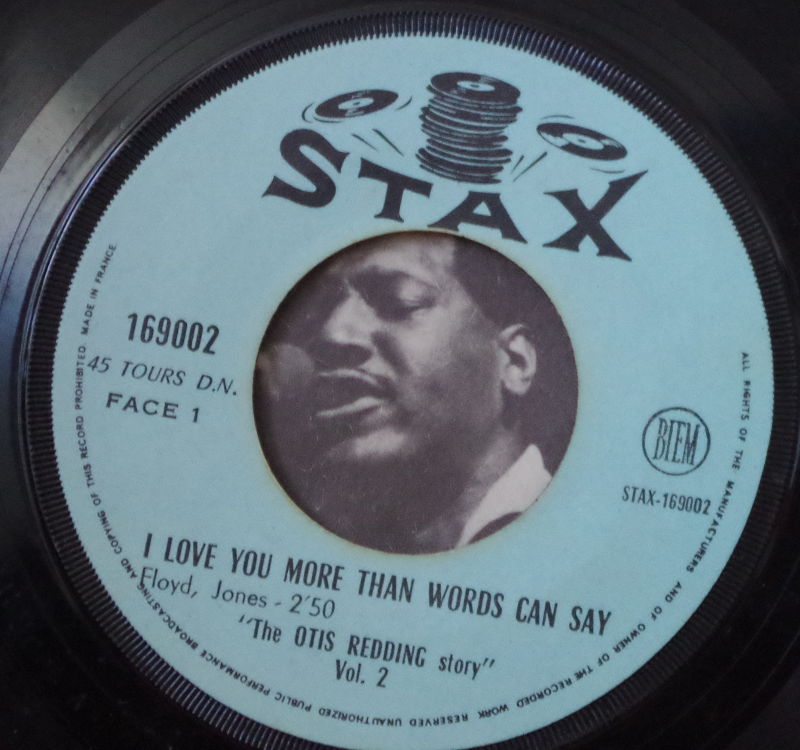 STAX
169002
45 TOURS D.N.
FACE 1
BIEM
STAX-169002
I LOVE YOU MORE THAN WORDS CAN SAY
Floyd, Jones - 2'50
"The OTIS REDDING story"
Vol. 2
ALL RIGHTS OF THE MANUFACTURERS AND OF OWNER OF THE RECORDED WORK RESERVED UNAUTHORIZED PUBLIC PERFORMANCE BROADCASTING AND COPYING OF THIS RECORD PROHIBITED. MADE IN FRANCE